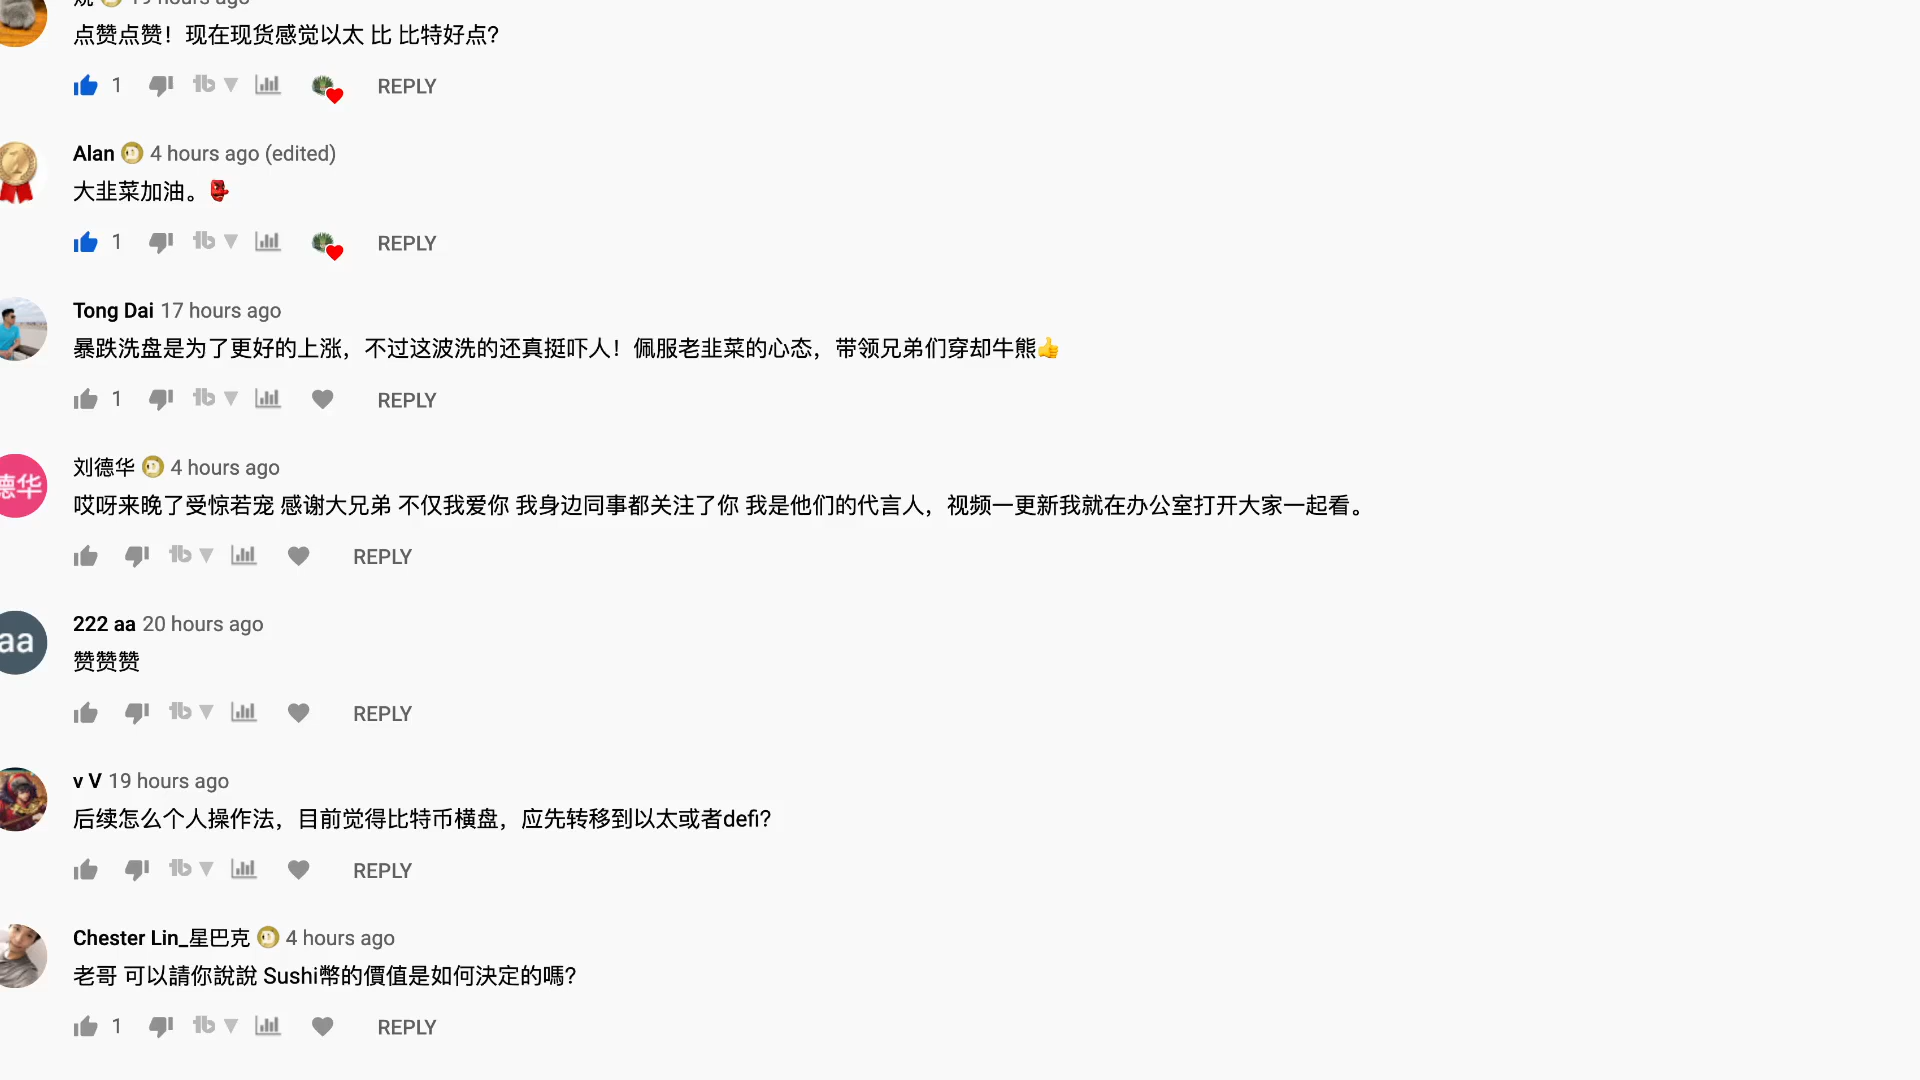 19 hours ago
点赞点赞！现在现货感觉以太 比 比特好点?
1 REPLY
Alan 4 hours ago (edited)
大韭菜加油。
1 REPLY
Tong Dai 17 hours ago
暴跌洗盘是为了更好的上涨，不过这波洗的还真挺吓人！佩服老韭菜的心态，带领兄弟们穿却牛熊
1 REPLY
德华
刘德华 4 hours ago
哎呀来晚了受惊若宠 感谢大兄弟 不仅我爱你 我身边同事都关注了你 我是他们的代言人，视频一更新我就在办公室打开大家一起看。
REPLY
aa
222 aa 20 hours ago
赞赞赞
REPLY
v V 19 hours ago
后续怎么个人操作法，目前觉得比特币横盘，应先转移到以太或者defi?
REPLY
Chester Lin_星巴克 4 hours ago
老哥 可以請你說說 Sushi幣的價值是如何決定的嗎?
1 REPLY